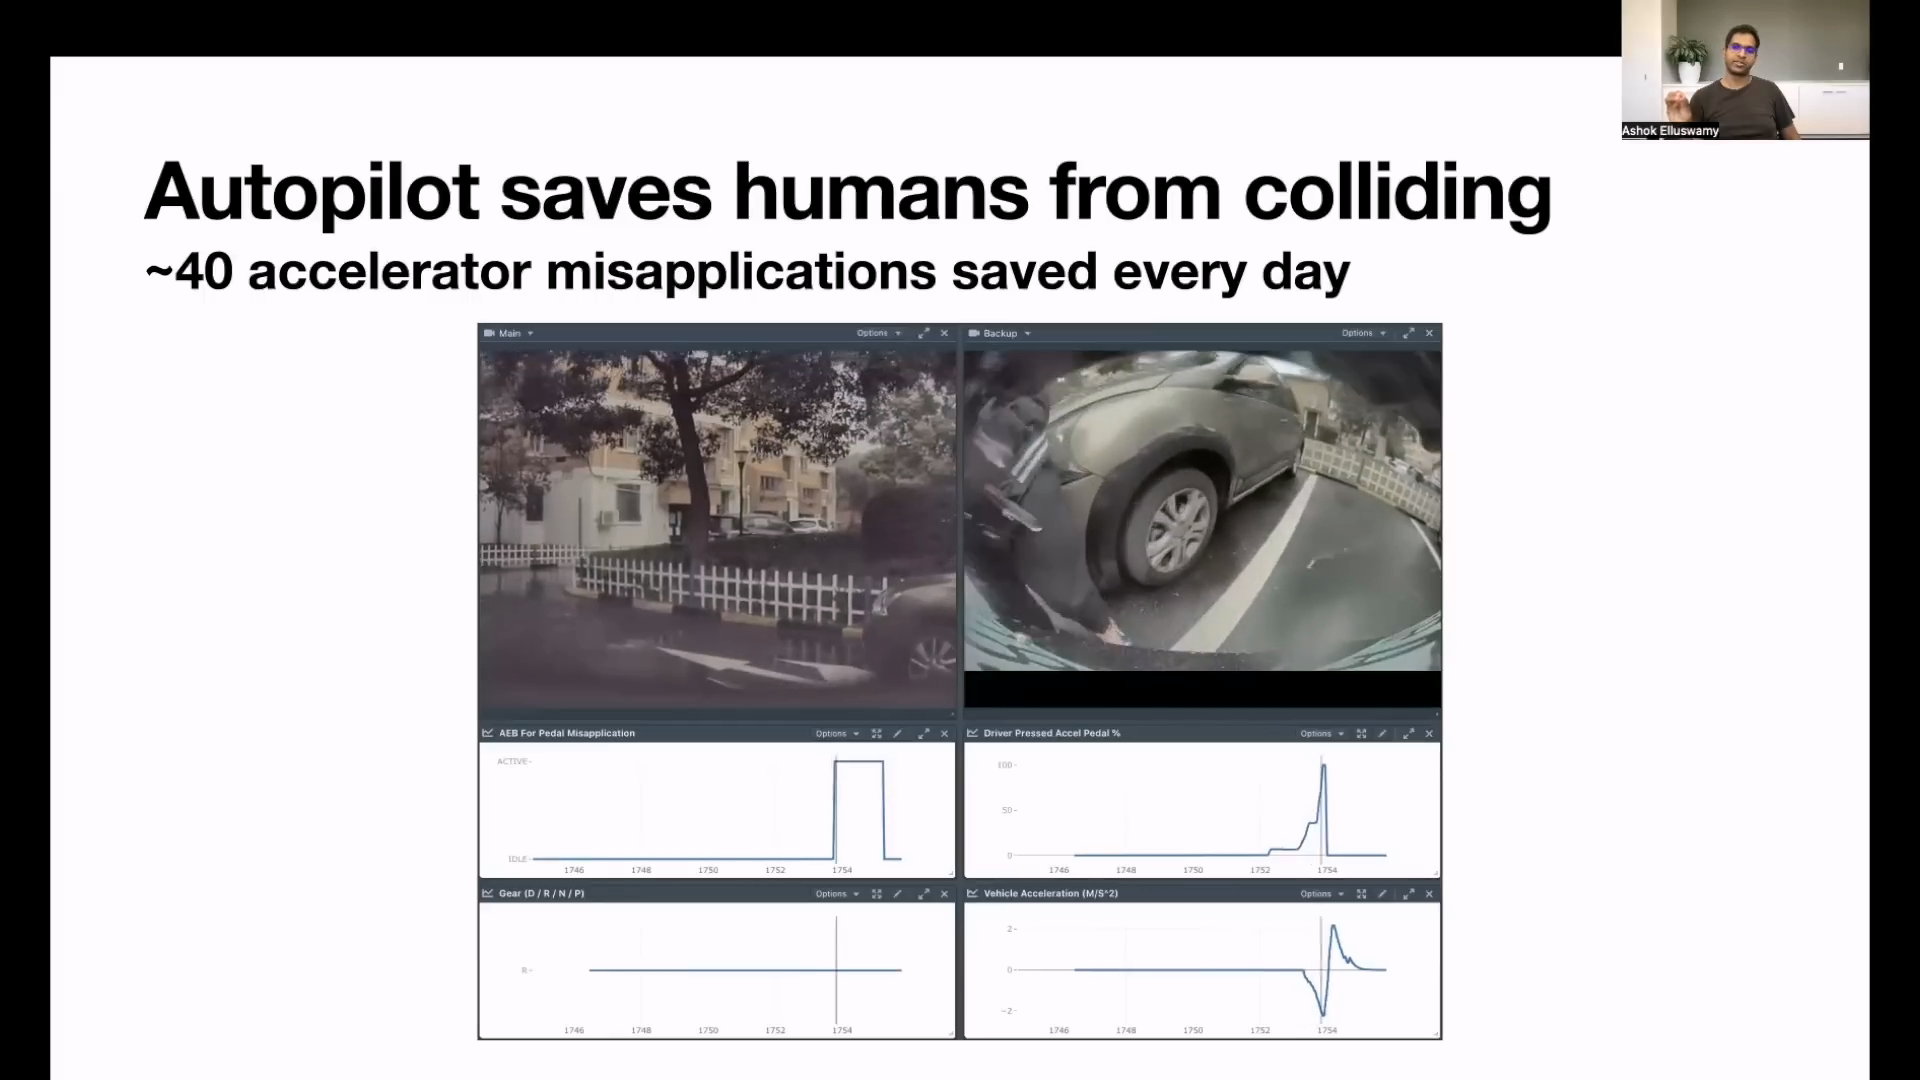 Ashok Elluswamy
Autopilot saves humans from colliding
~40 accelerator misapplications saved every day
Main Options
Backup Options
AEB For Pedal Misapplication Options
ACTIVE
IDLE
1746 1748 1750 1752 1754
Driver Pressed Accel Pedal % Options
100
50
0
1746 1748 1750 1752 1754
Gear (D / R / N / P) Options
R
1746 1748 1750 1752 1754
Vehicle Acceleration (M/S^2) Options
2
0
-2
1746 1748 1750 1752 1754